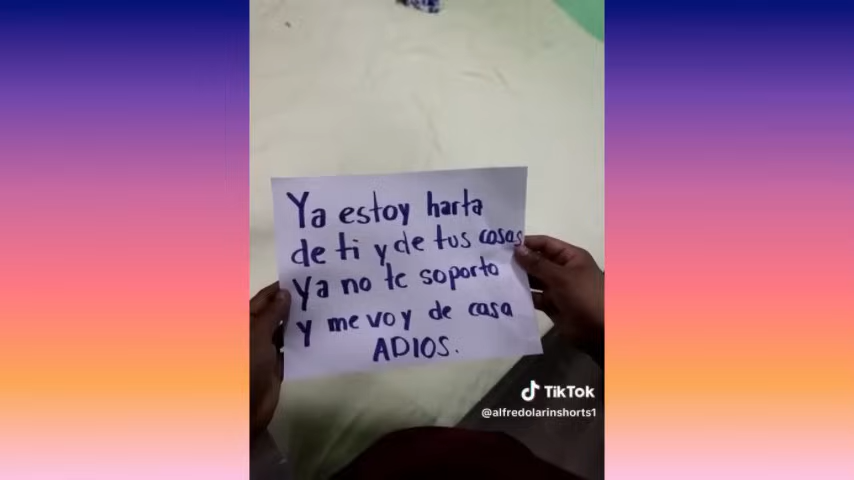 Ya estoy harta
de ti y de tus cosas
Ya no te soporto
y me voy de casa
ADIOS.
TikTok
@alfredolarinshorts1